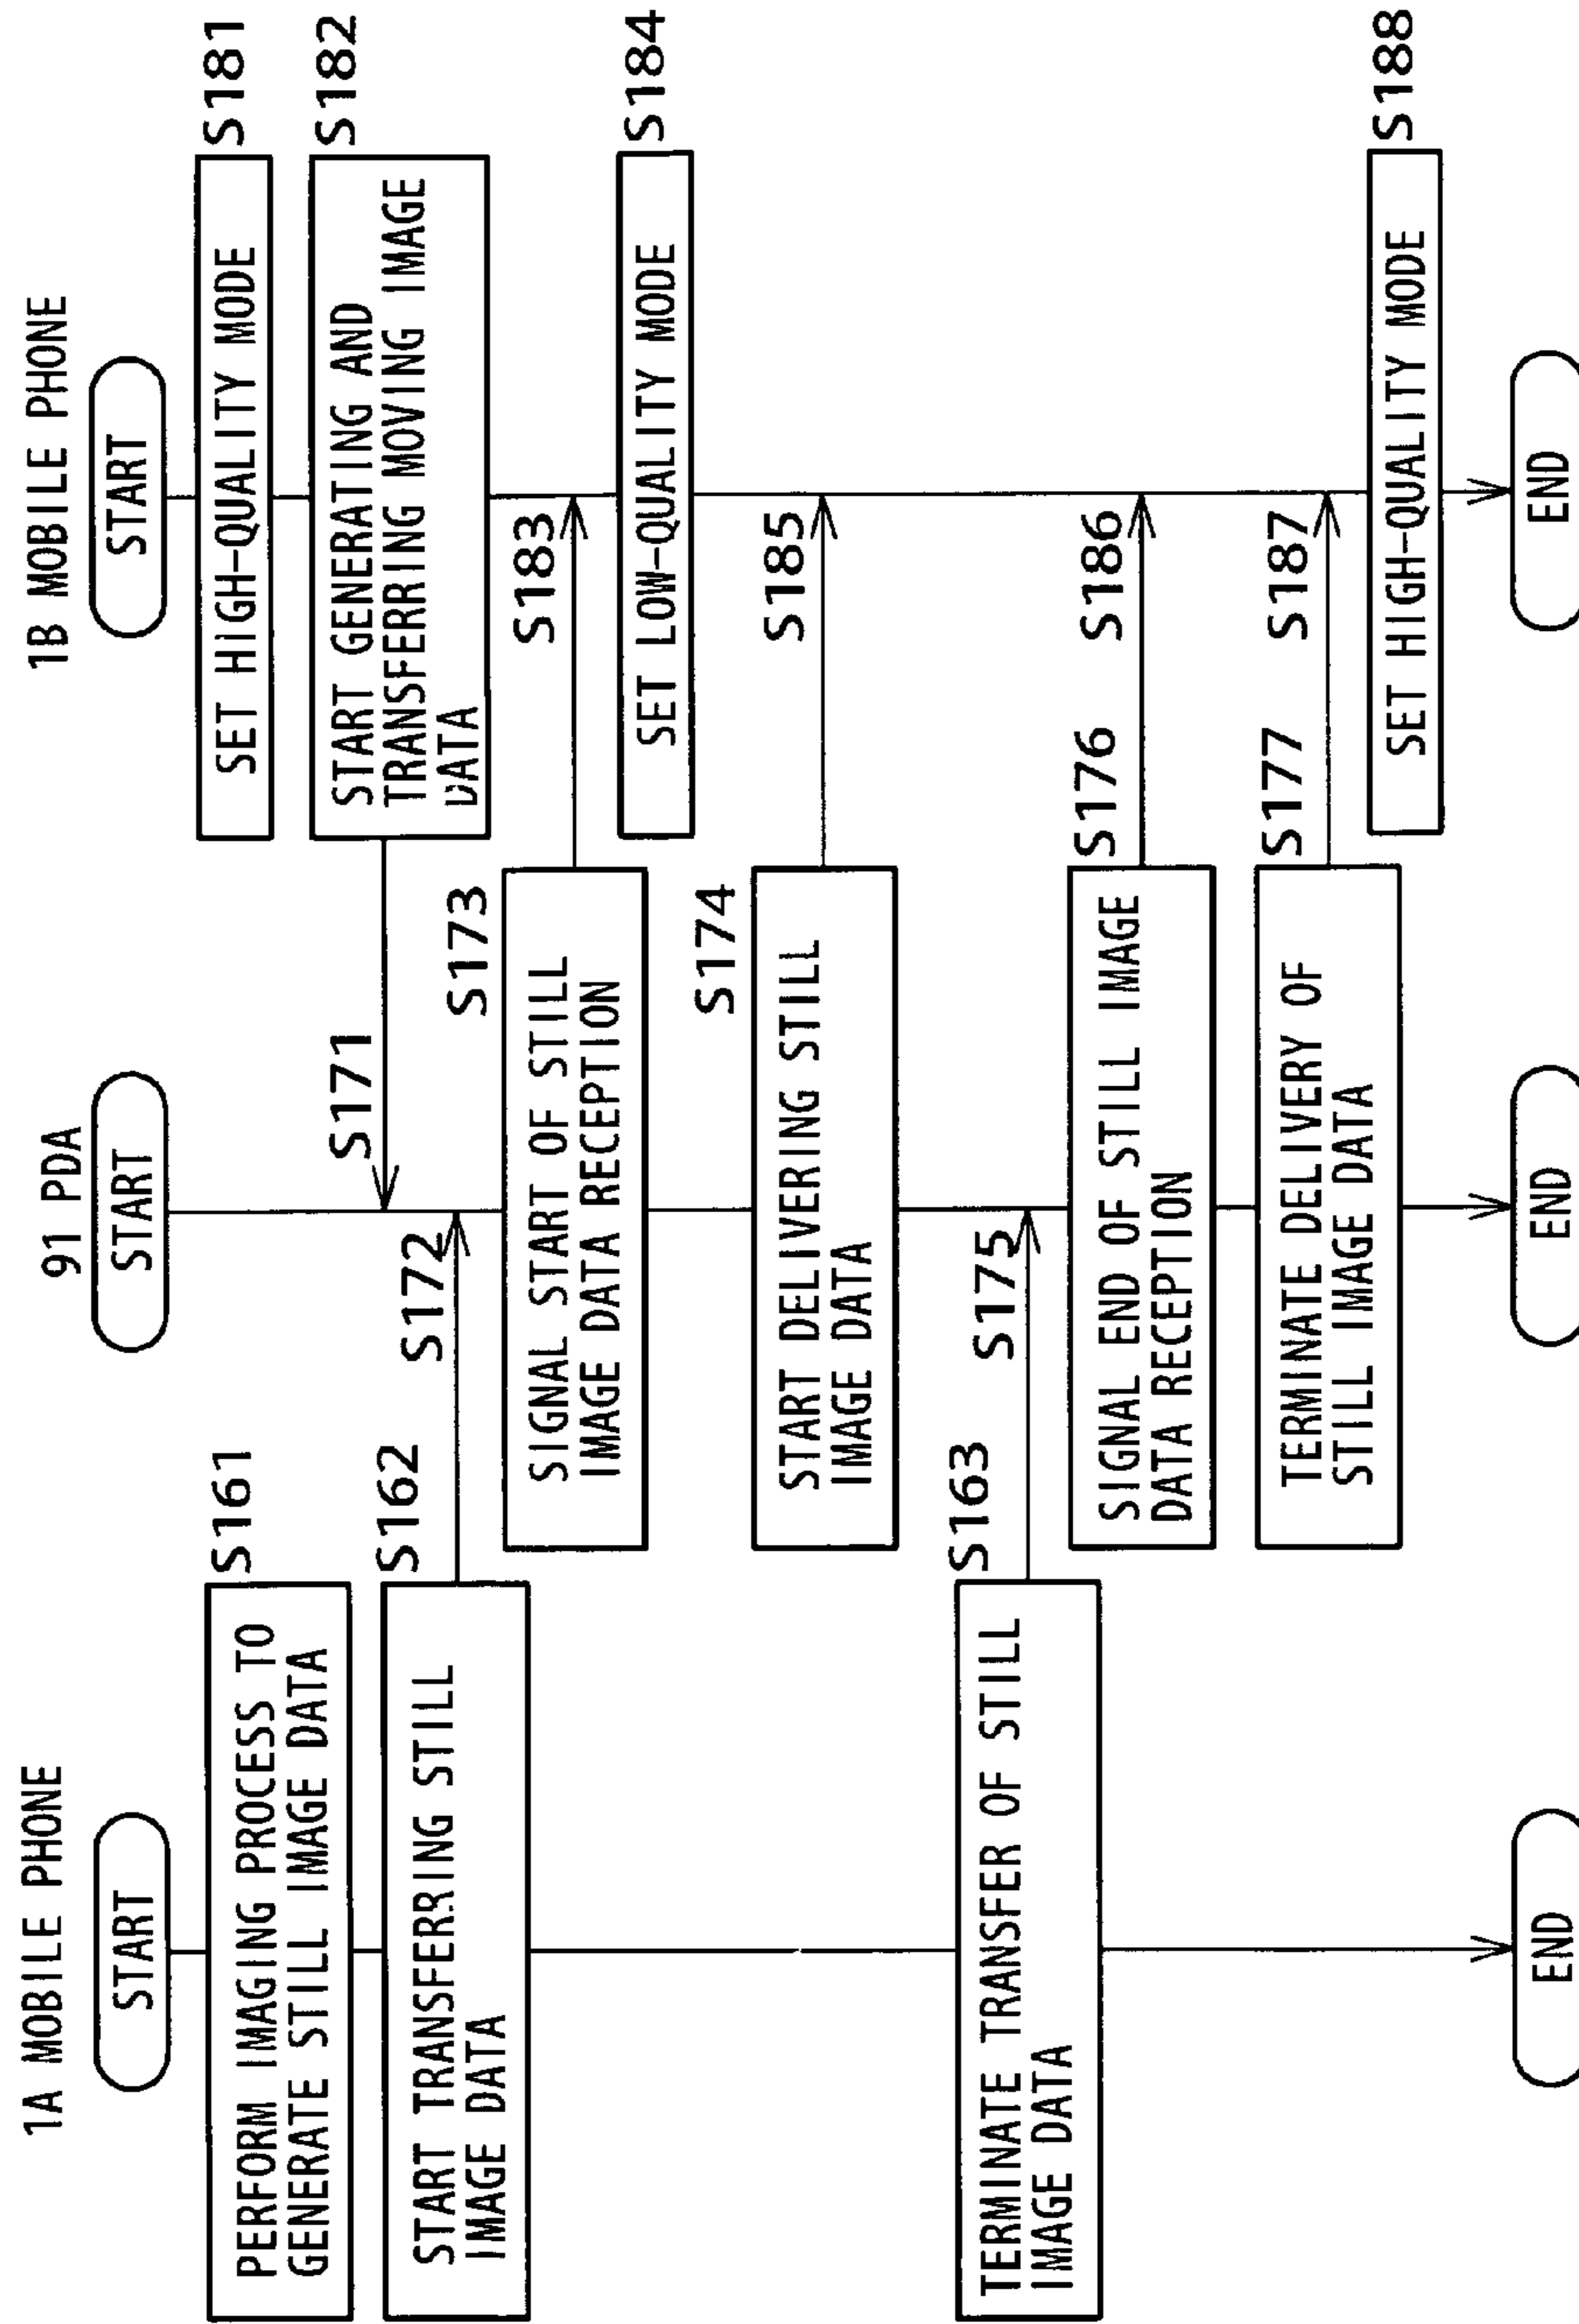 1A MOBILE PHONE
START
PERFORM IMAGING PROCESS TO
GENERATE STILL IMAGE DATA
S161
START TRANSFERRING STILL
IMAGE DATA
S162
TERMINATE TRANSFER OF STILL
IMAGE DATA
S163
END
91 PDA
START
S171
S172
SIGNAL START OF STILL
IMAGE DATA RECEPTION
S173
START DELIVERING STILL
IMAGE DATA
S174
S175
SIGNAL END OF STILL IMAGE
DATA RECEPTION
S176
TERMINATE DELIVERY OF
STILL IMAGE DATA
S177
END
1B MOBILE PHONE
START
SET HIGH-QUALITY MODE
S181
START GENERATING AND
TRANSFERRING MOVING IMAGE
DATA
S182
S183
SET LOW-QUALITY MODE
S184
S185
S186
S187
SET HIGH-QUALITY MODE
S188
END